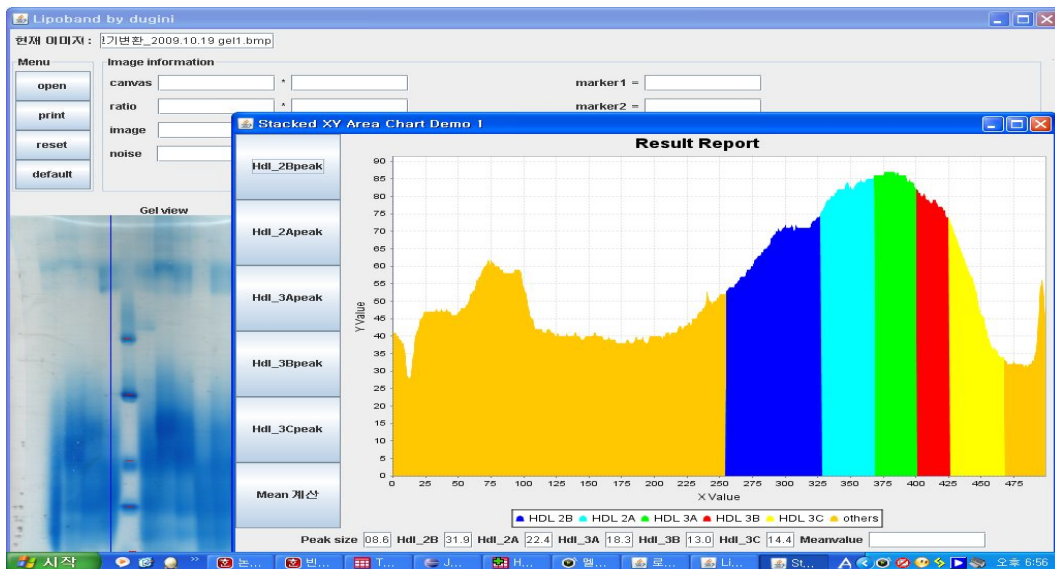 Lipoband by dugini
현재 이미지 : 기변환_2009.10.19 gel1.bmp
Menu
Image information
open
print
reset
default
canvas *
ratio *
image
noise
marker1 =
marker2 =
Gel view
Stacked XY Area Chart Demo 1
Hdl_2Bpeak
Hdl_2Apeak
Hdl_3Apeak
Hdl_3Bpeak
Hdl_3Cpeak
Mean 계산
Result Report
Y Value
90
85
80
75
70
65
60
55
50
45
40
35
30
25
20
15
10
5
0
0 25 50 75 100 125 150 175 200 225 250 275 300 325 350 375 400 425 450 475
X Value
HDL 2B HDL 2A HDL 3A HDL 3B HDL 3C others
Peak size 08.6 Hdl_2B 31.9 Hdl_2A 22.4 Hdl_3A 18.3 Hdl_3B 13.0 Hdl_3C 14.4 Meanvalue
시작 » 논... 빈... T... J... H... 멜... 로... Li... St... A 오후 6:56